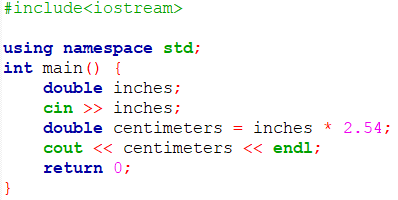 #include<iostream>
using namespace std;
int main() {
    double inches;
    cin >> inches;
    double centimeters = inches * 2.54;
    cout << centimeters << endl;
    return 0;
}